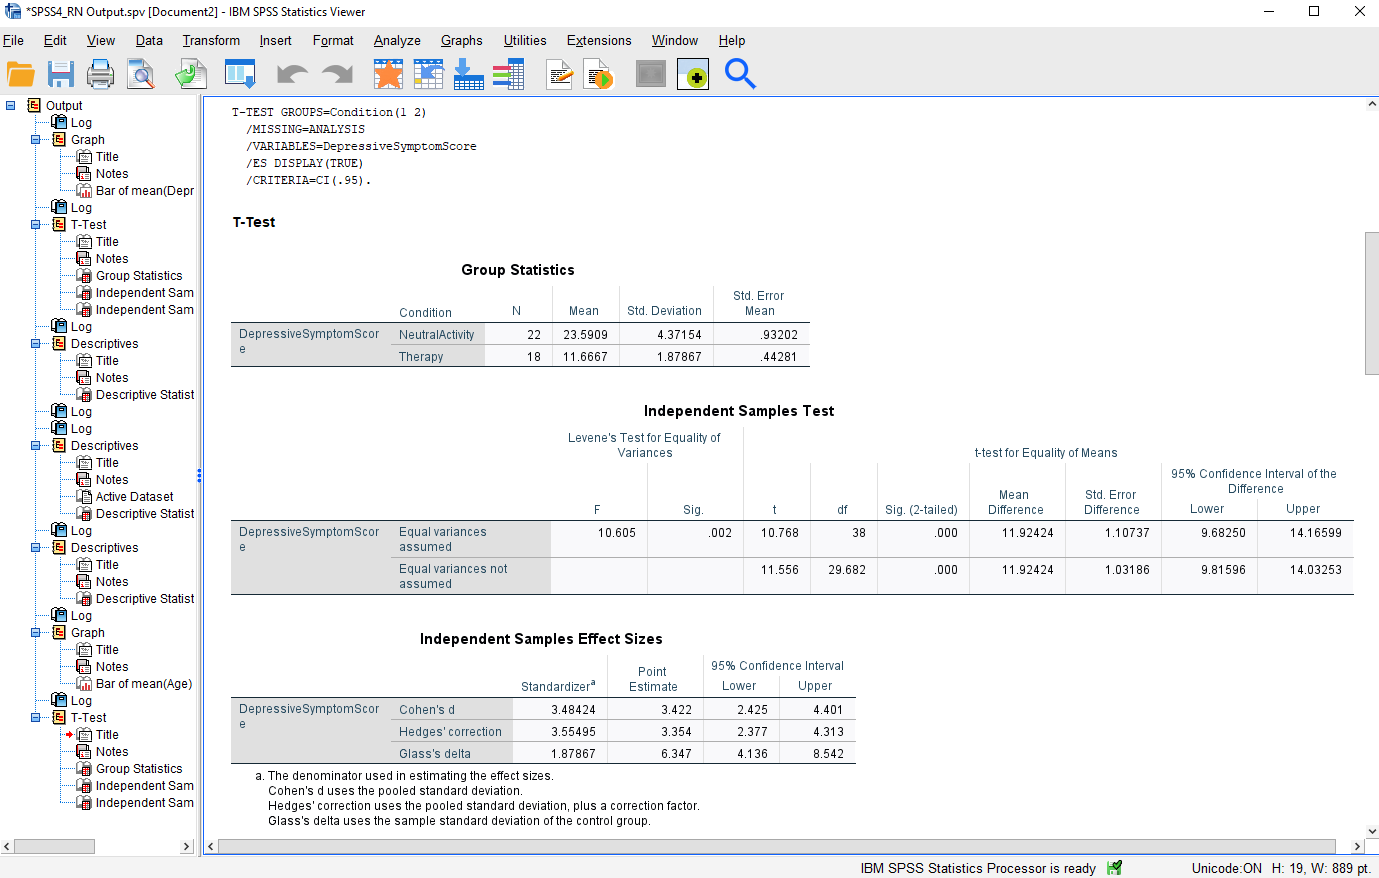 *SPSS4_RN Output.spv [Document2] - IBM SPSS Statistics Viewer
File Edit View Data Transform Insert Format Analyze Graphs Utilities Extensions Window Help
Output
Log
Graph
Title
Notes
Bar of mean(Depr
Log
T-Test
Title
Notes
Group Statistics
Independent Sam
Independent Sam
Log
Descriptives
Title
Notes
Descriptive Statist
Log
Log
Descriptives
Title
Notes
Active Dataset
Descriptive Statist
Log
Descriptives
Title
Notes
Descriptive Statist
Log
Graph
Title
Notes
Bar of mean(Age)
Log
T-Test
Title
Notes
Group Statistics
Independent Sam
Independent Sam
T-TEST GROUPS=Condition(1 2)
/MISSING=ANALYSIS
/VARIABLES=DepressiveSymptomScore
/ES DISPLAY(TRUE)
/CRITERIA=CI(.95).
T-Test
Group Statistics
Condition N Mean Std. Deviation Std. Error
Mean
DepressiveSymptomScor NeutralActivity 22 23.5909 4.37154 .93202
e Therapy 18 11.6667 1.87867 .44281
Independent Samples Test
Levene's Test for Equality of
Variances
t-test for Equality of Means
95% Confidence Interval of the
Difference
F Sig. t df Sig. (2-tailed) Mean
Difference Std. Error
Difference Lower Upper
DepressiveSymptomScor Equal variances 10.605 .002 10.768 38 .000 11.92424 1.10737 9.68250 14.16599
e assumed
Equal variances not 11.556 29.682 .000 11.92424 1.03186 9.81596 14.03253
assumed
Independent Samples Effect Sizes
Standardizerᵃ Point
Estimate 95% Confidence Interval
Lower Upper
DepressiveSymptomScor Cohen's d 3.48424 3.422 2.425 4.401
e Hedges' correction 3.55495 3.354 2.377 4.313
Glass's delta 1.87867 6.347 4.136 8.542
a. The denominator used in estimating the effect sizes.
Cohen's d uses the pooled standard deviation.
Hedges' correction uses the pooled standard deviation, plus a correction factor.
Glass's delta uses the sample standard deviation of the control group.
IBM SPSS Statistics Processor is ready Unicode:ON H: 19, W: 889 pt.